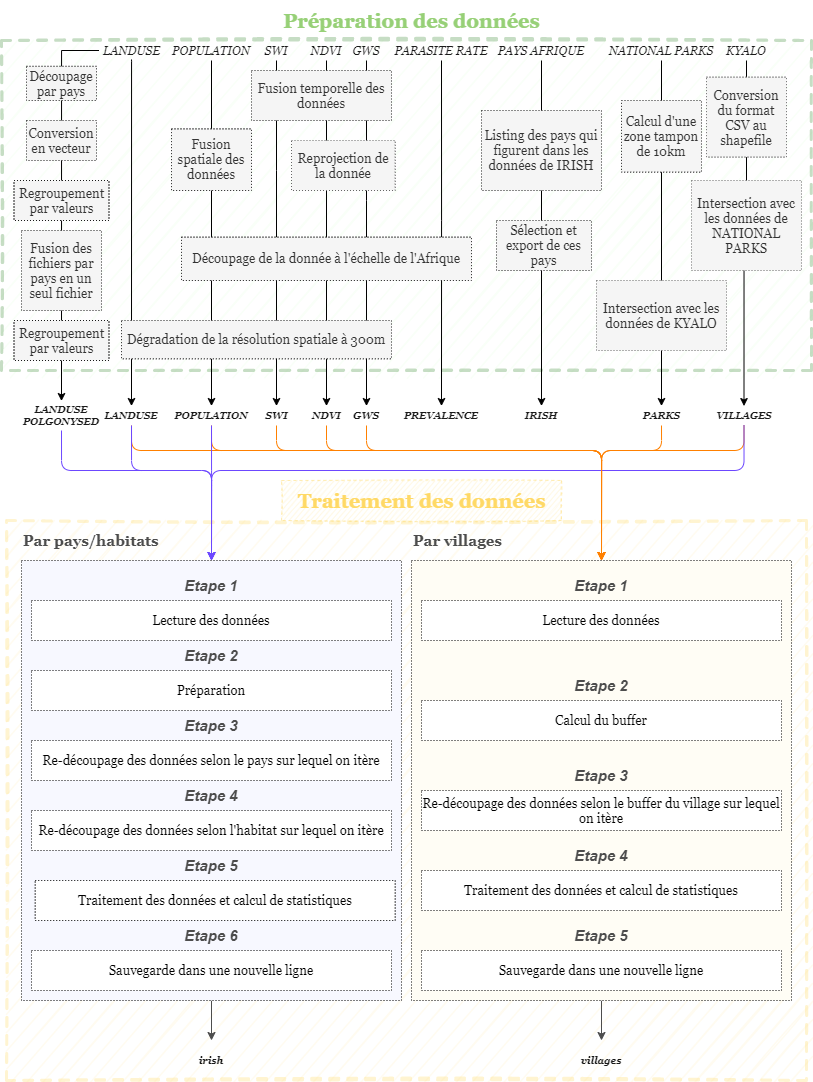 Préparation des données
LANDUSE POPULATION SWI NDVI GWS PARASITE RATE PAYS AFRIQUE NATIONAL PARKS KYALO
Découpage
par pays
Conversion
en vecteur
Regroupement
par valeurs
Fusion des
fichiers par
pays en un
seul fichier
Regroupement
par valeurs
Fusion
spatiale des
données
Fusion temporelle des
données
Reprojection de
la donnée
Découpage de la donnée à l'échelle de l'Afrique
Dégradation de la résolution spatiale à 300m
Listing des pays qui
figurent dans les
données de IRISH
Sélection et
export de ces
pays
Calcul d'une
zone tampon
de 10km
Intersection avec les
données de KYALO
Conversion
du format
CSV au
shapefile
Intersection avec
les données de
NATIONAL
PARKS
LANDUSE
POLGONYSED
LANDUSE POPULATION SWI NDVI GWS PREVALENCE IRISH PARKS VILLAGES
Traitement des données
Par pays/habitats
Etape 1
Lecture des données
Etape 2
Préparation
Etape 3
Re-découpage des données selon le pays sur lequel on itère
Etape 4
Re-découpage des données selon l'habitat sur lequel on itère
Etape 5
Traitement des données et calcul de statistiques
Etape 6
Sauvegarde dans une nouvelle ligne
irish
Par villages
Etape 1
Lecture des données
Etape 2
Calcul du buffer
Etape 3
Re-découpage des données selon le buffer du village sur lequel
on itère
Etape 4
Traitement des données et calcul de statistiques
Etape 5
Sauvegarde dans une nouvelle ligne
villages